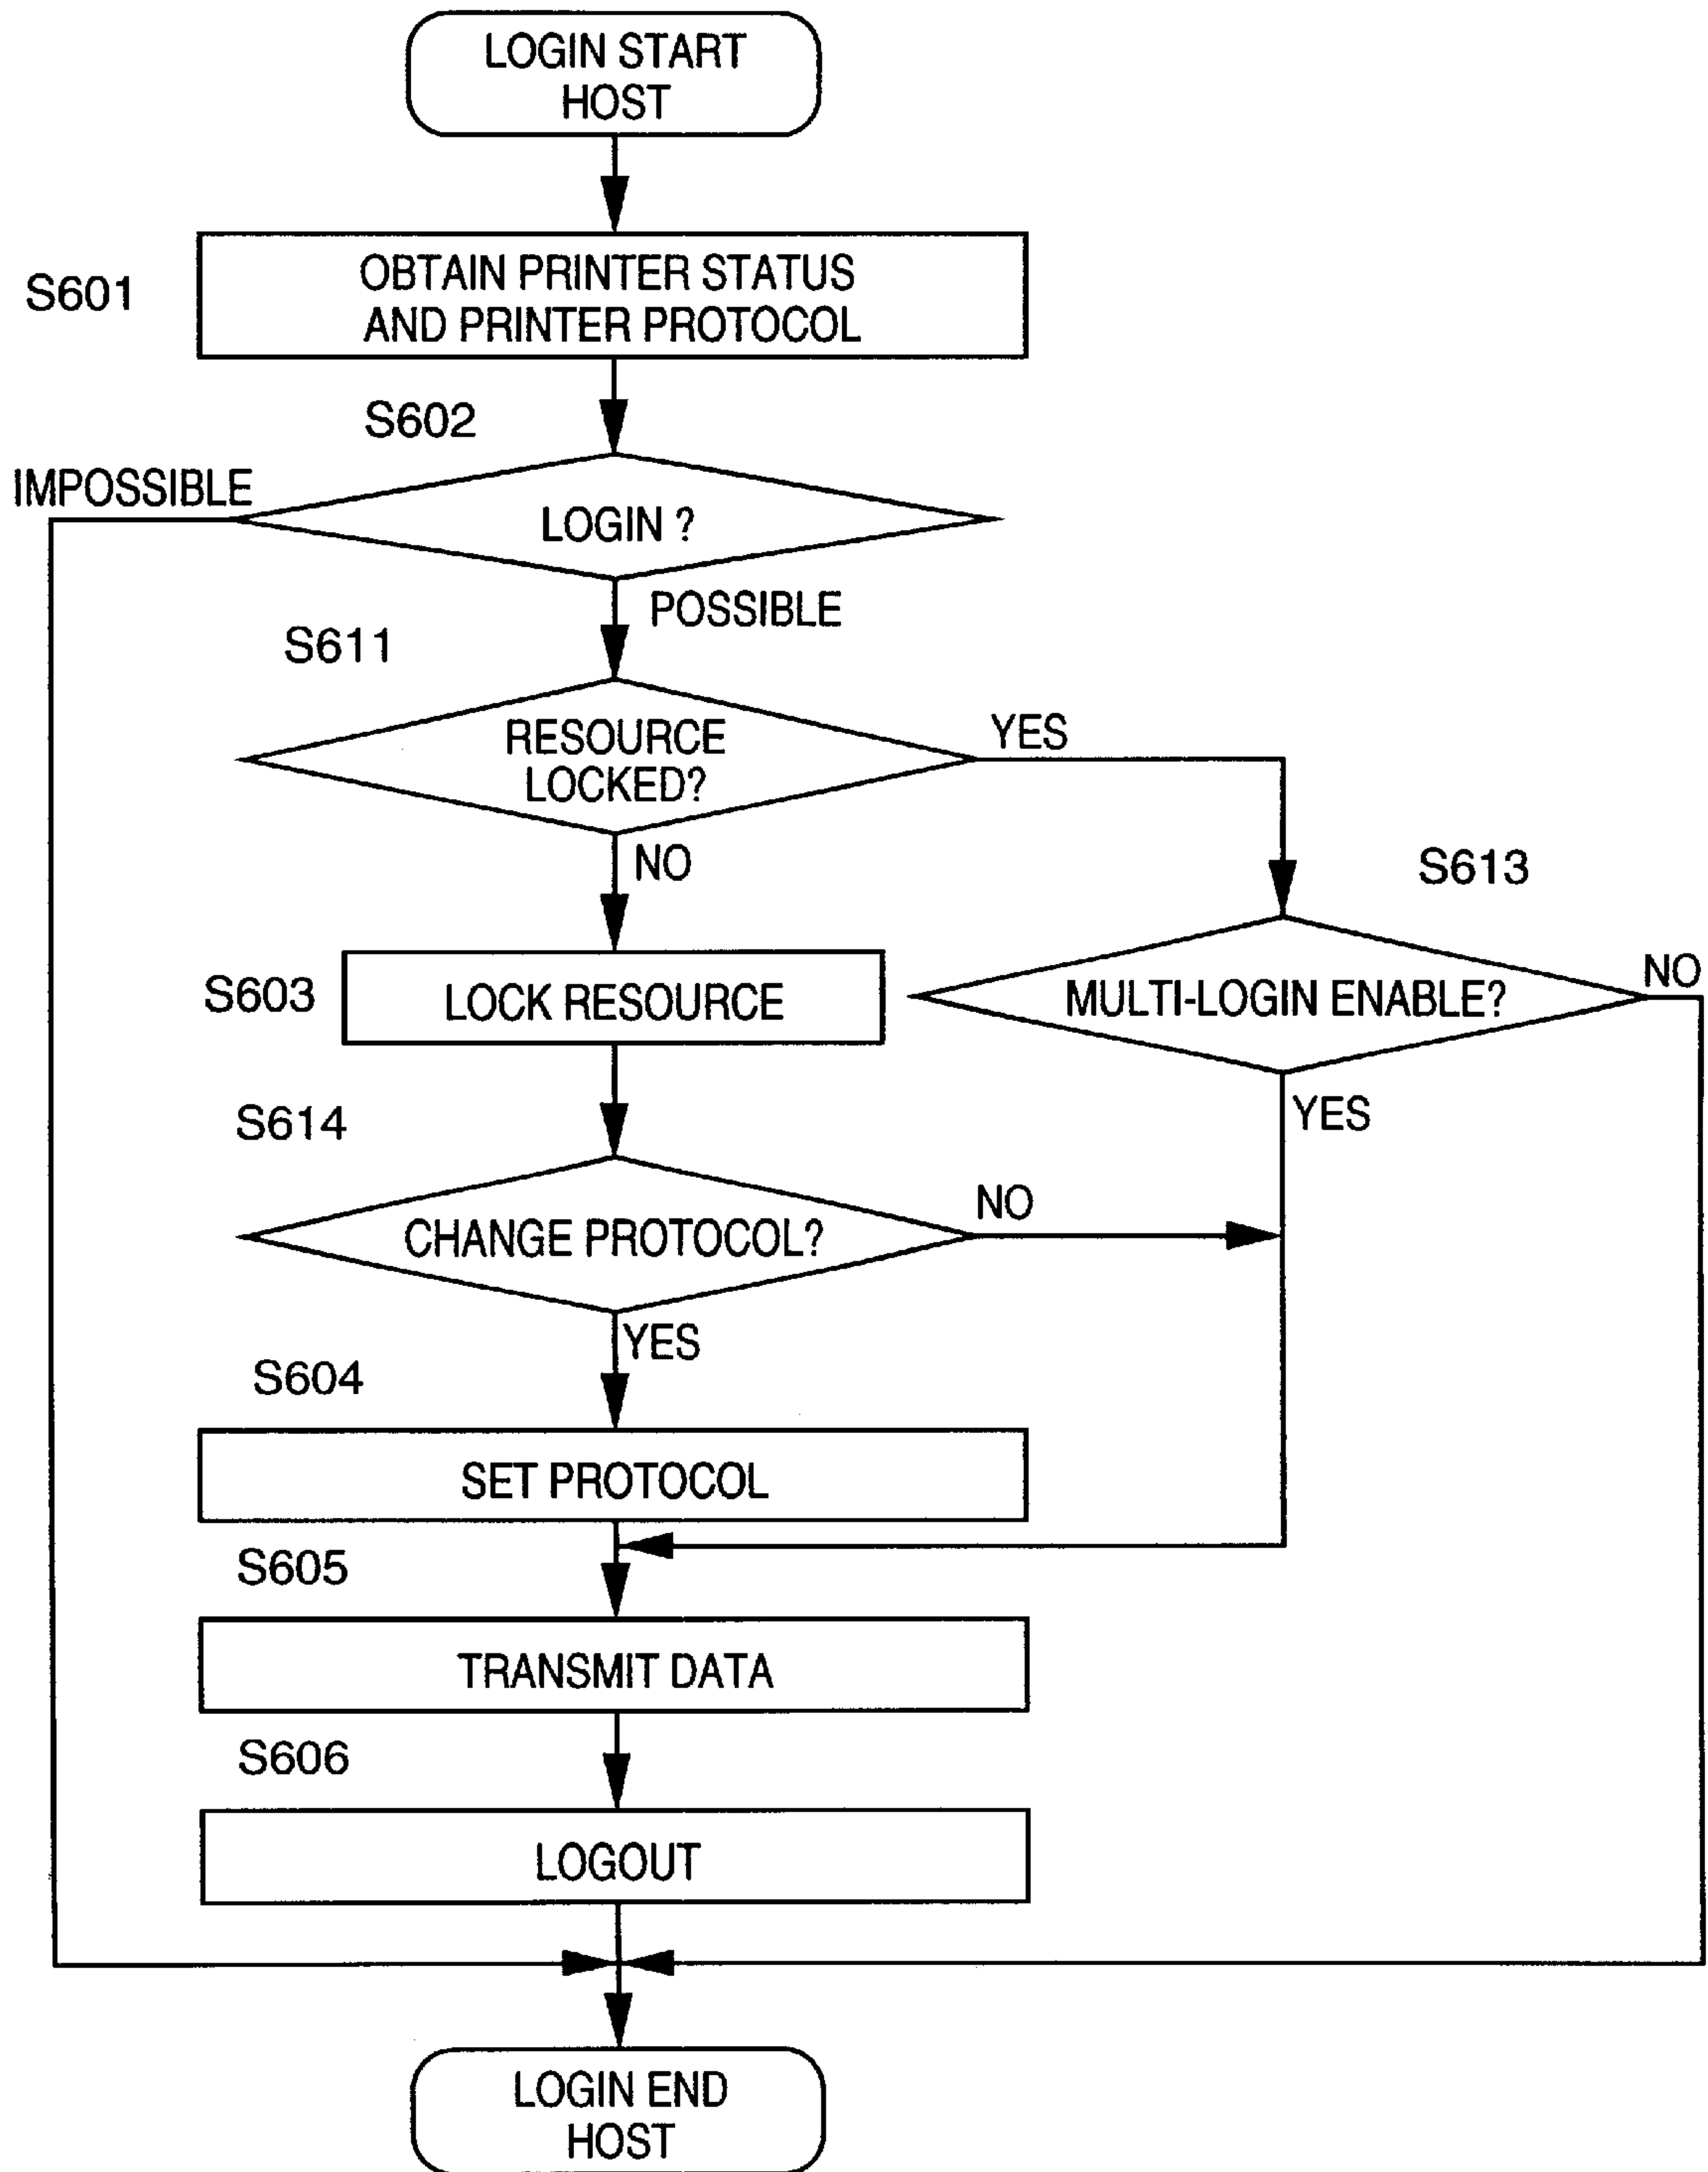 LOGIN START
HOST
S601
OBTAIN PRINTER STATUS
AND PRINTER PROTOCOL
S602
IMPOSSIBLE
LOGIN ?
POSSIBLE
S611
RESOURCE
LOCKED?
YES
NO
S613
S603
LOCK RESOURCE
MULTI-LOGIN ENABLE?
NO
YES
S614
CHANGE PROTOCOL?
NO
YES
S604
SET PROTOCOL
S605
TRANSMIT DATA
S606
LOGOUT
LOGIN END
HOST